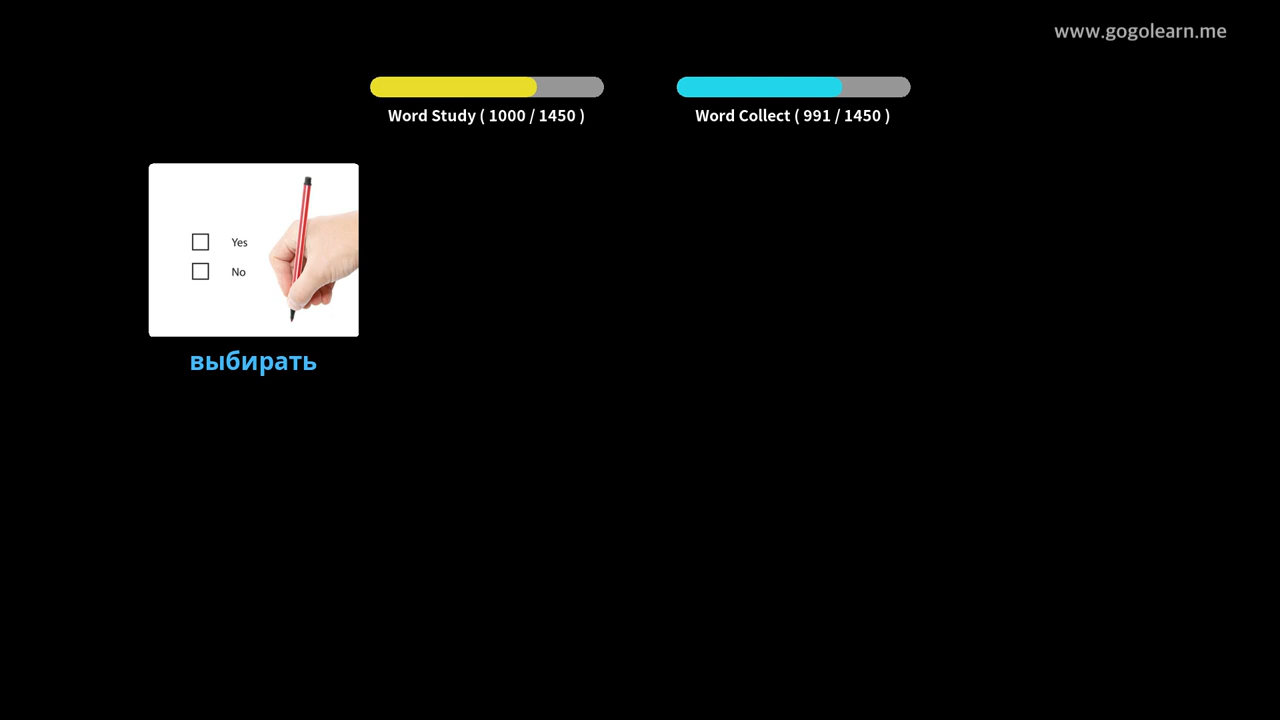 www.gogolearn.me
Word Study ( 1000 / 1450 )
Word Collect ( 991 / 1450 )
Yes
No
выбирать